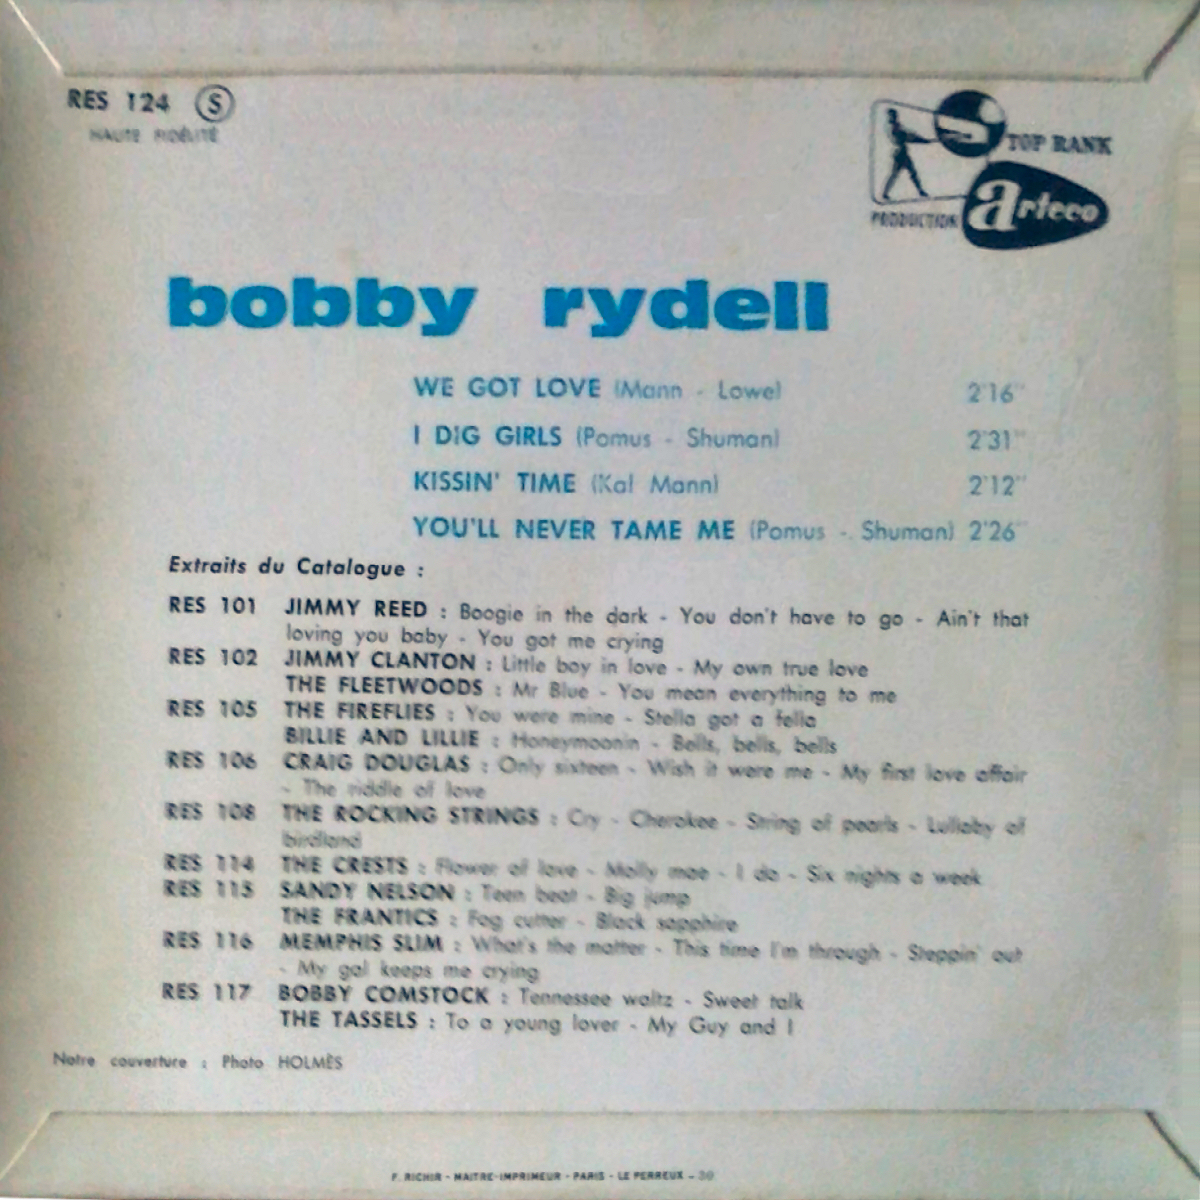 RES 124 S
HAUTE FIDÉLITÉ
TOP RANK
PRODUCTION arteco
bobby rydell
WE GOT LOVE (Mann - Lowe) 2'16"
I DIG GIRLS (Pomus - Shuman) 2'31"
KISSIN' TIME (Kal Mann) 2'12"
YOU'LL NEVER TAME ME (Pomus - Shuman) 2'26"
Extraits du Catalogue :
RES 101 JIMMY REED : Boogie in the dark - You don't have to go - Ain't that
loving you baby - You got me crying
RES 102 JIMMY CLANTON : Little boy in love - My own true love
THE FLEETWOODS : Mr Blue - You mean everything to me
RES 105 THE FIREFLIES : You were mine - Stella got a fella
BILLIE AND LILLIE : Honeymoonin - Bells, bells, bells
RES 106 CRAIG DOUGLAS : Only sixteen - Wish it were me - My first love affair
- The riddle of love
RES 108 THE ROCKING STRINGS : Cry - Cherokee - String of pearls - Lullaby of
birdland
RES 114 THE CRESTS : Flower of love - Molly mae - I do - Six nights a week
RES 115 SANDY NELSON : Teen beat - Big jump
THE FRANTICS : Fog cutter - Black sapphire
RES 116 MEMPHIS SLIM : What's the matter - This time I'm through - Steppin' out
- My gal keeps me crying
RES 117 BOBBY COMSTOCK : Tennessee waltz - Sweet talk
THE TASSELS : To a young lover - My Guy and I
Notre couverture : Photo HOLMÈS
F. RICHIR - MAITRE-IMPRIMEUR - PARIS - LE PERREUX - 30